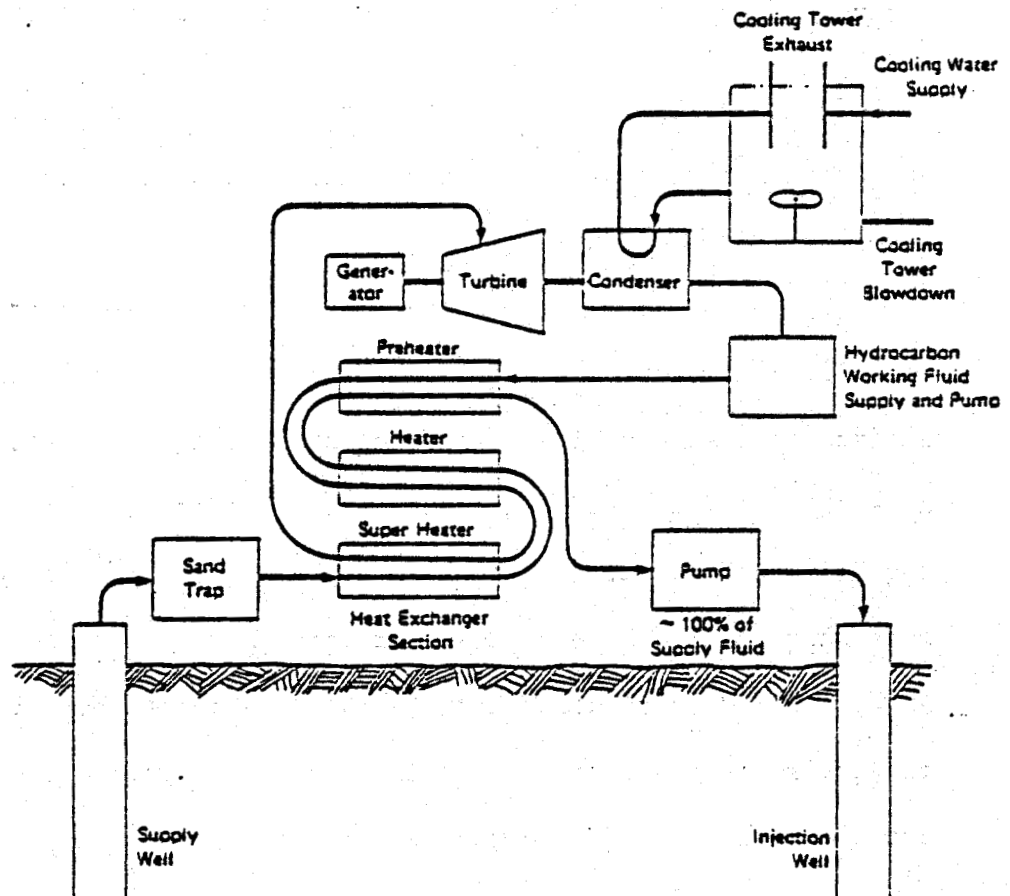 Cooling Tower
Exhaust
Cooling Water
Supply
Gener-
ator
Turbine
Condenser
Cooling
Tower
Blowdown
Preheater
Hydrocarbon
Working Fluid
Supply and Pump
Heater
Super Heater
Sand
Trap
Pump
Heat Exchanger
Section
~ 100% of
Supply Fluid
Supply
Well
Injection
Well